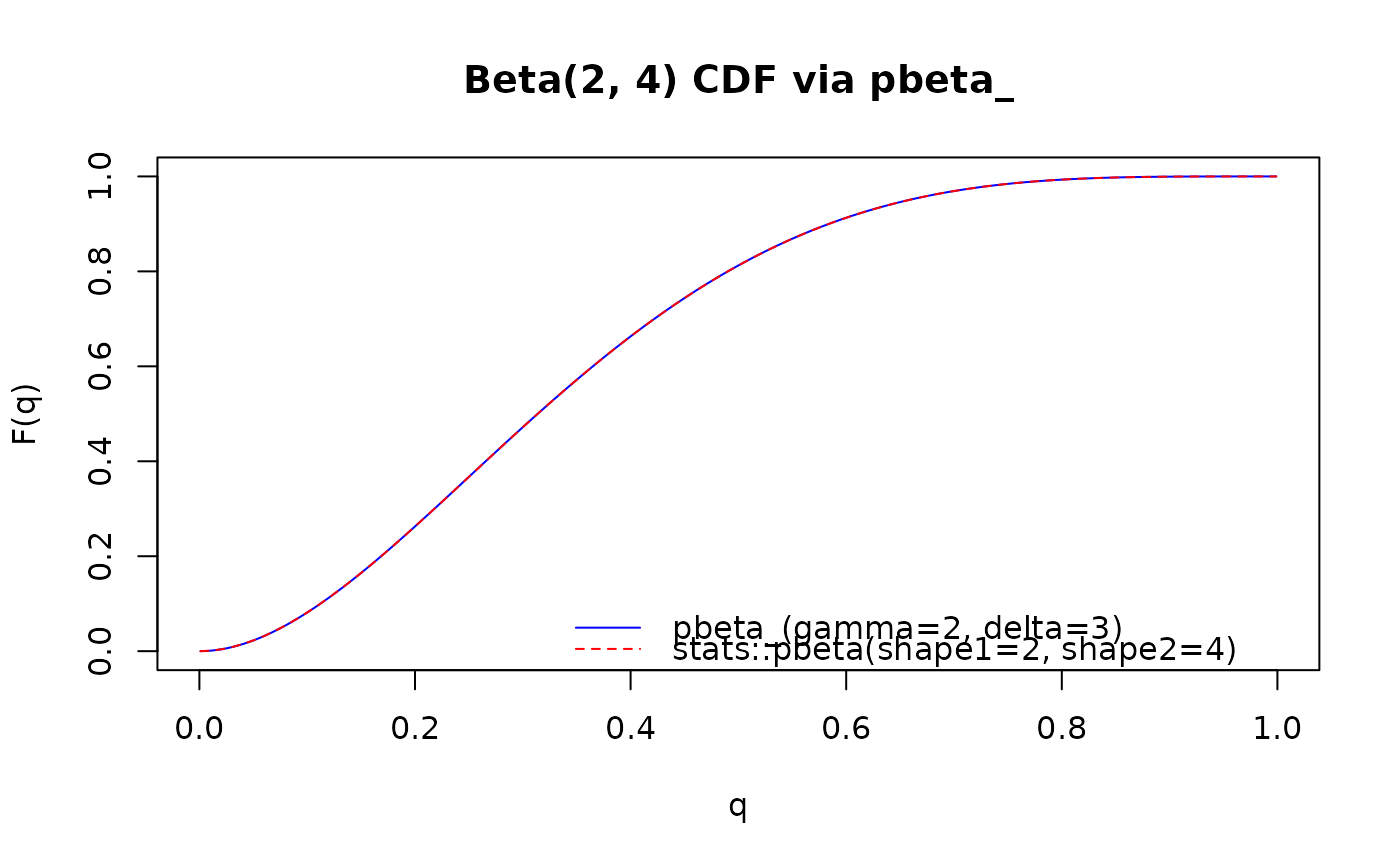 Beta(2, 4) CDF via pbeta_
1.0
0.8
0.6
0.4
0.2
0.0
F(q)
pbeta_(gamma=2, delta=3)
stats::pbeta(shape1=2, shape2=4)
0.0 0.2 0.4 0.6 0.8 1.0
q